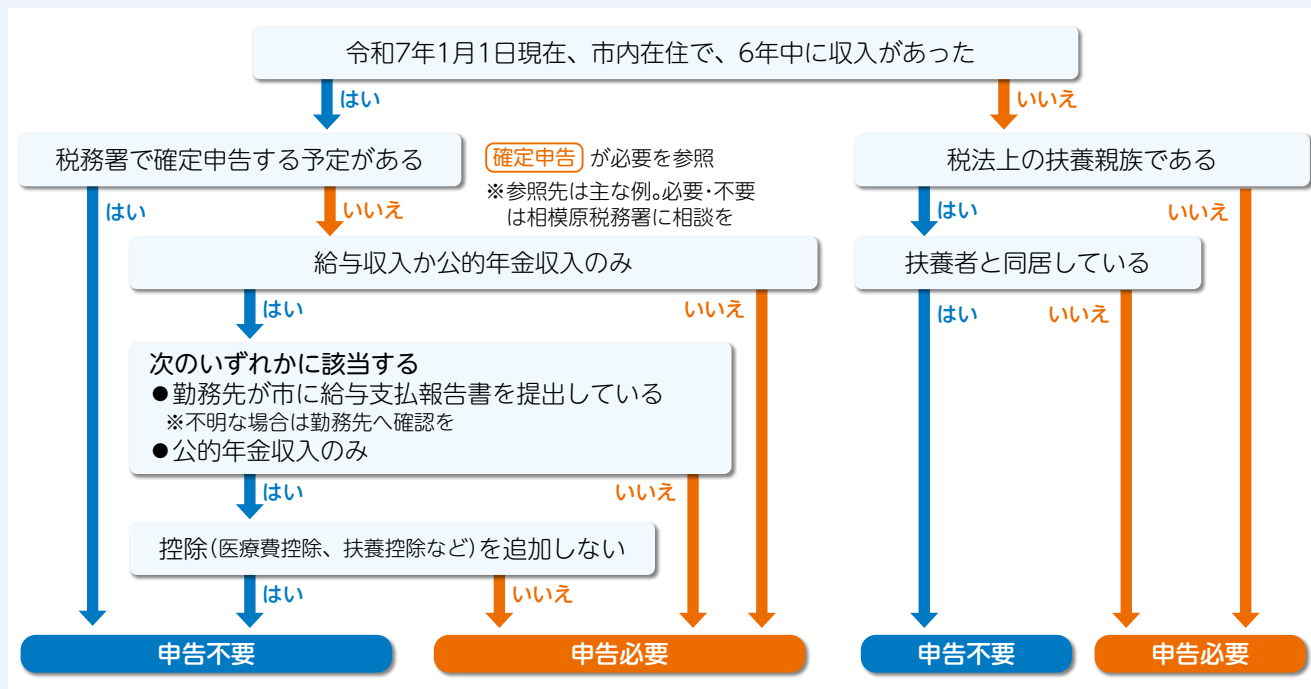 令和7年1月1日現在、市内在住で、6年中に収入があった
はい
いいえ
税務署で確定申告する予定がある
確定申告 が必要を参照
※参照先は主な例。必要・不要
は相模原税務署に相談を
税法上の扶養親族である
はい
いいえ
はい
いいえ
給与収入か公的年金収入のみ
扶養者と同居している
はい
いいえ
はい
いいえ
次のいずれかに該当する
●勤務先が市に給与支払報告書を提出している
※不明な場合は勤務先へ確認を
●公的年金収入のみ
はい
いいえ
控除(医療費控除、扶養控除など)を追加しない
はい
いいえ
申告不要
申告必要
申告不要
申告必要